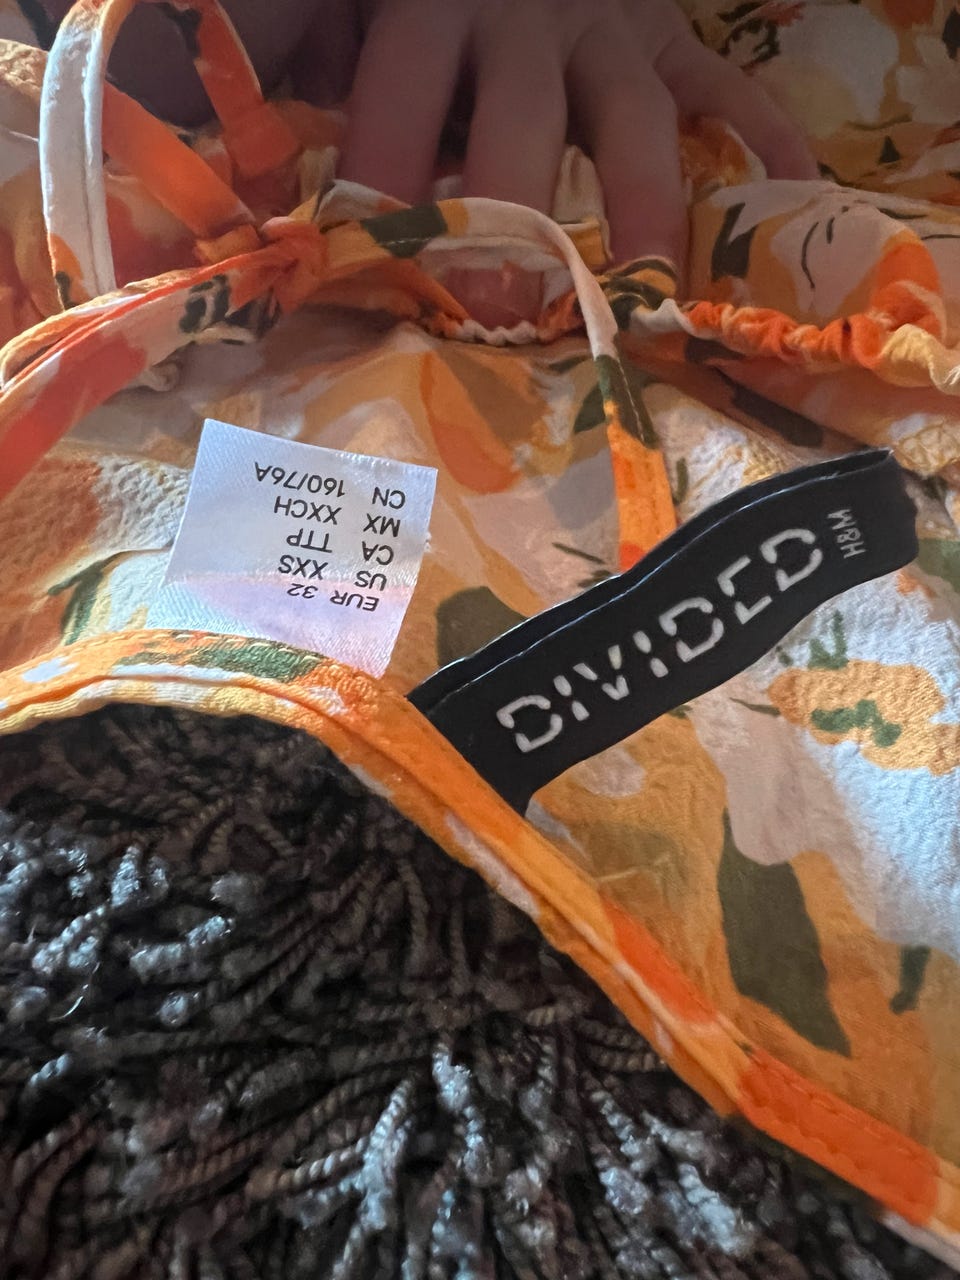 EUR 32
US XXS
CA TTP
MX XXCH
CN 160/76A
DIVIDED
H&M